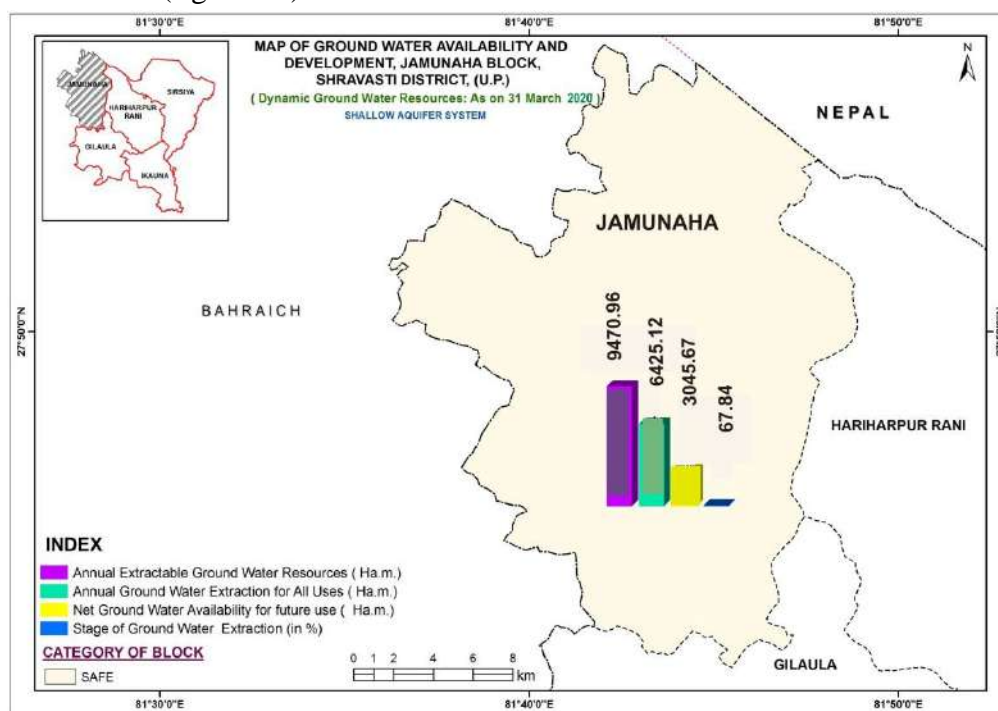 81°30'0"E
81°40'0"E
81°50'0"E
MAP OF GROUND WATER AVAILABILITY AND
DEVELOPMENT, JAMUNAHA BLOCK,
SHRAVASTI DISTRICT, (U.P.)
( Dynamic Ground Water Resources: As on 31 March 2020 )
SHALLOW AQUIFER SYSTEM
N
JAMUNAHA
HARIHARPUR
RANI
SIRSIYA
GILAULA
IKAUNA
NEPAL
JAMUNAHA
BAHRAICH
27°50'0"N
9470.96
6425.12
3045.67
67.84
HARIHARPUR RANI
INDEX
Annual Extractable Ground Water Resources ( Ha.m.)
Annual Ground Water Extraction for All Uses ( Ha.m.)
Net Ground Water Availability for future use ( Ha.m.)
Stage of Ground Water Extraction (in %)
CATEGORY OF BLOCK
SAFE
0 1 2 4 6 8
km
GILAULA
81°30'0"E
81°40'0"E
81°50'0"E